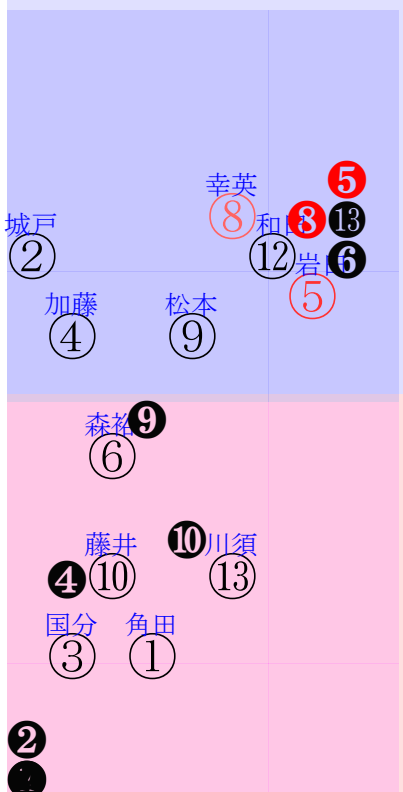 幸英
❺
⑧
城戸
和田
❽
⓭
②
⑫
岩田
❻
⑤
加藤
松本
④
⑨
森裕
❾
⑥
藤井
❿
川須
❹
⑩
⑬
国分
角田
③
①
❷